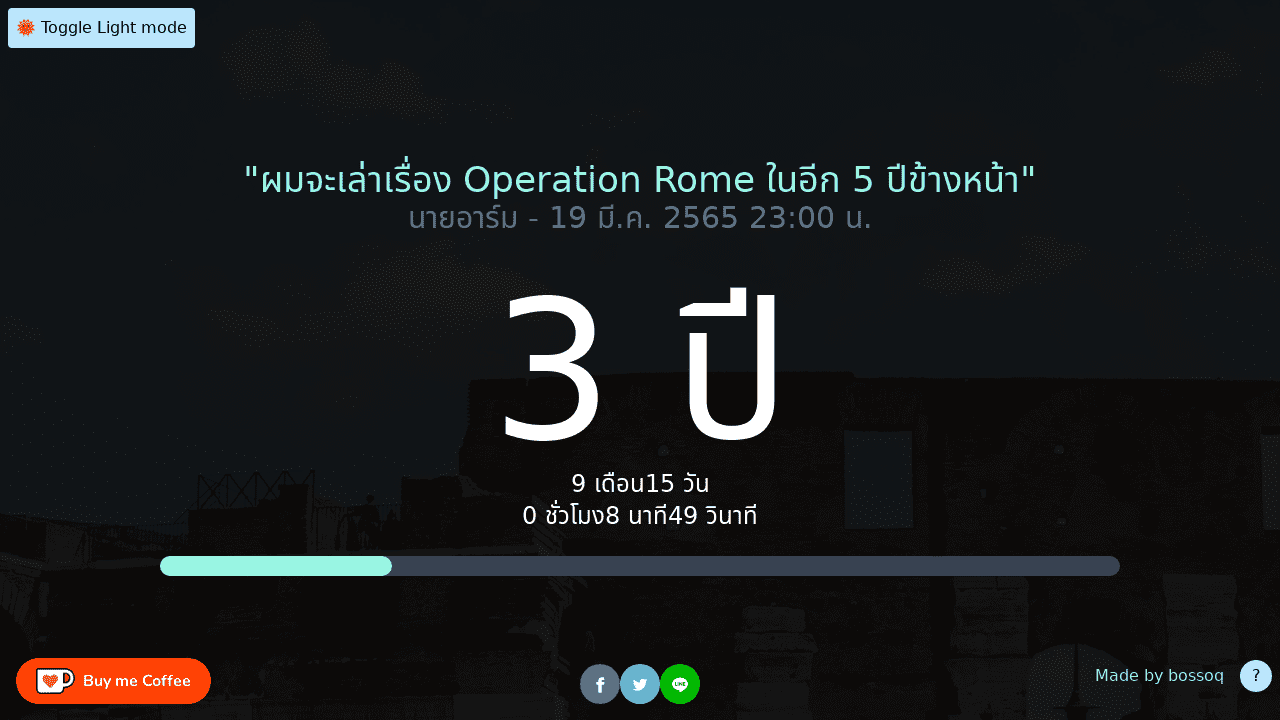 Toggle Light mode
"ผมจะเล่าเรื่อง Operation Rome ในอีก 5 ปีข้างหน้า"
นายอาร์ม - 19 มี.ค. 2565 23:00 น.
3 ปี
9 เดือน15 วัน
0 ชั่วโมง8 นาที49 วินาที
Buy me Coffee
LINE
Made by bossoq
?